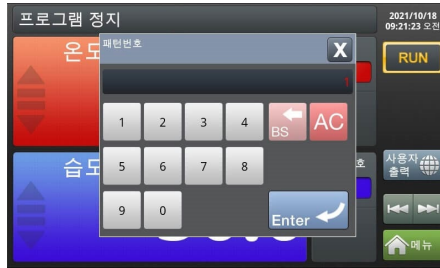 프로그램 정지
2021/10/18
09:21:23 오전
온도
패턴번호
X
RUN
1
1 2 3 4 BS AC
습도
5 6 7 8
사용자
출력
9 0 Enter
메뉴